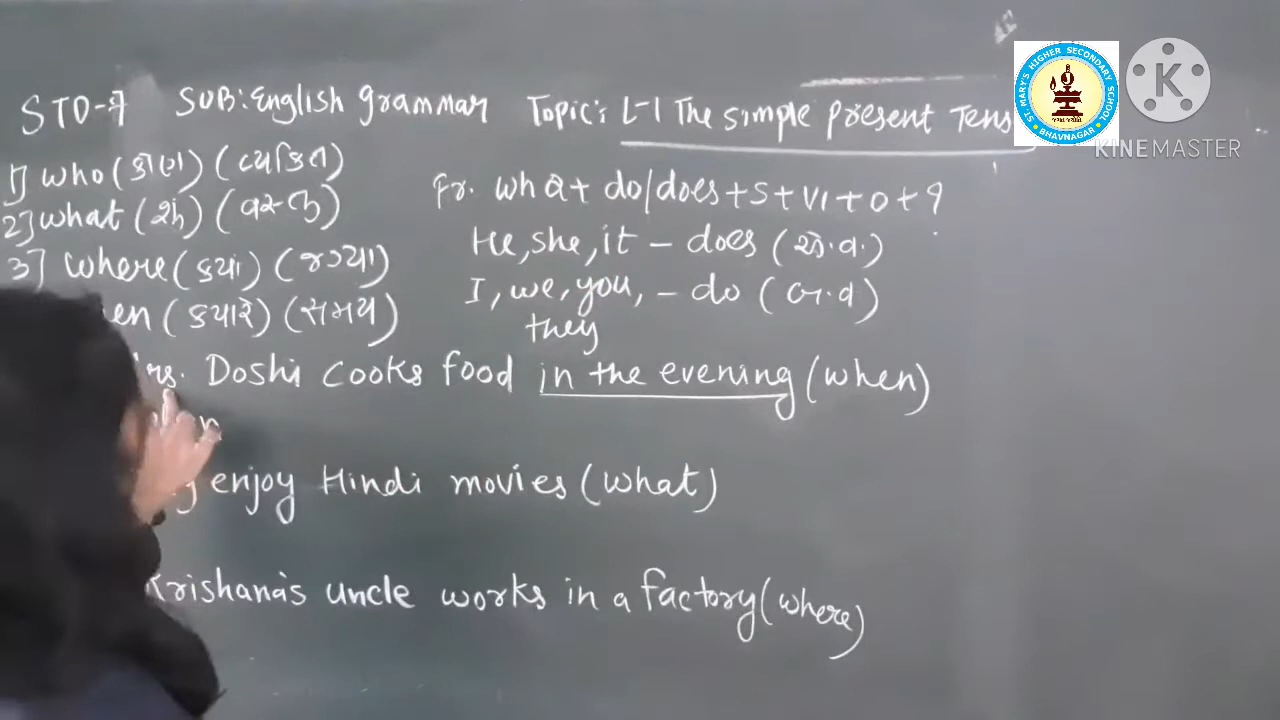 STD-7 SUB: English grammar Topic: L-1 The simple present Tens
1] who (કોણ) (વ્યકિત)
2] what (શું) (વસ્તુ)
3] where (કયાં) (જગ્યા)
en (કયારે) (સમય)
Fr. what do/does+S+V1+O+?
He, she, it – does (એ.વ.)
I, we, you, – do (બ.વ)
they
rs. Doshi cooks food in the evening (when)
enjoy Hindi movies (what)
Krishana's uncle works in a factory (where)
ST. MARY'S HIGHER SECONDARY SCHOOL
BHAVNAGAR
K
KINEMASTER